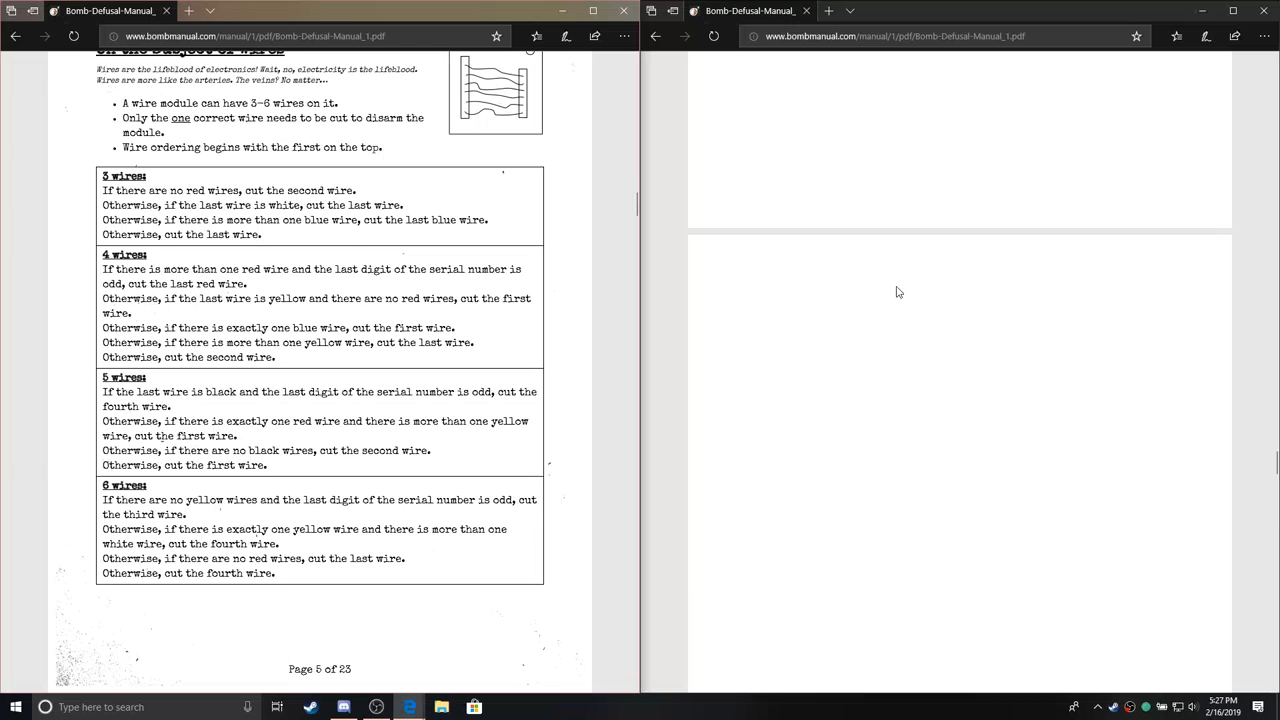 Bomb-Defusal-Manual_
www.bombmanual.com/manual/1/pdf/Bomb-Defusal-Manual_1.pdf
On the Subject of Wires
Wires are the lifeblood of electronics! Wait, no, electricity is the lifeblood.
Wires are more like the arteries. The veins? No matter...
• A wire module can have 3-6 wires on it.
• Only the one correct wire needs to be cut to disarm the
module.
• Wire ordering begins with the first on the top.
3 wires:
If there are no red wires, cut the second wire.
Otherwise, if the last wire is white, cut the last wire.
Otherwise, if there is more than one blue wire, cut the last blue wire.
Otherwise, cut the last wire.
4 wires:
If there is more than one red wire and the last digit of the serial number is
odd, cut the last red wire.
Otherwise, if the last wire is yellow and there are no red wires, cut the first
wire.
Otherwise, if there is exactly one blue wire, cut the first wire.
Otherwise, if there is more than one yellow wire, cut the last wire.
Otherwise, cut the second wire.
5 wires:
If the last wire is black and the last digit of the serial number is odd, cut the
fourth wire.
Otherwise, if there is exactly one red wire and there is more than one yellow
wire, cut the first wire.
Otherwise, if there are no black wires, cut the second wire.
Otherwise, cut the first wire.
6 wires:
If there are no yellow wires and the last digit of the serial number is odd, cut
the third wire.
Otherwise, if there is exactly one yellow wire and there is more than one
white wire, cut the fourth wire.
Otherwise, if there are no red wires, cut the last wire.
Otherwise, cut the fourth wire.
Page 5 of 23
Bomb-Defusal-Manual_
www.bombmanual.com/manual/1/pdf/Bomb-Defusal-Manual_1.pdf
Type here to search
5:27 PM
2/16/2019